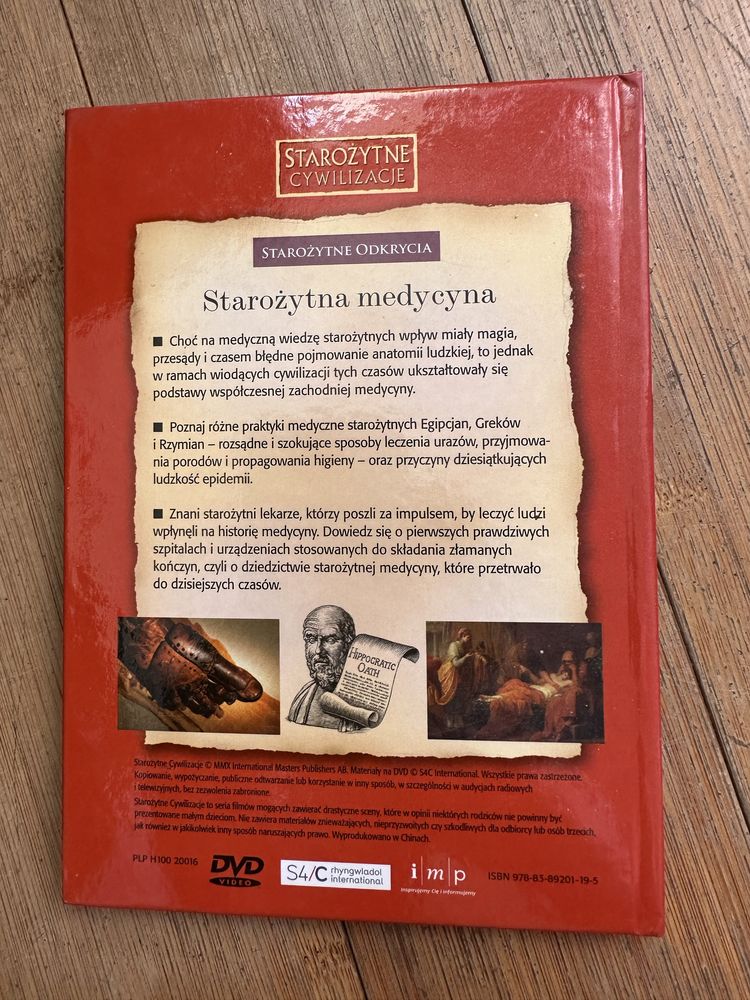 STAROŻYTNE
CYWILIZACJE
STAROŻYTNE ODKRYCIA
Starożytna medycyna
■ Choć na medyczną wiedzę starożytnych wpływ miały magia,
przesądy i czasem błędne pojmowanie anatomii ludzkiej, to jednak
w ramach wiodących cywilizacji tych czasów ukształtowały się
podstawy współczesnej zachodniej medycyny.
■ Poznaj różne praktyki medyczne starożytnych Egipcjan, Greków
i Rzymian – rozsądne i szokujące sposoby leczenia urazów, przyjmowa-
nia porodów i propagowania higieny – oraz przyczyny dziesiątkujących
ludzkość epidemii.
■ Znani starożytni lekarze, którzy poszli za impulsem, by leczyć ludzi
wpłynęli na historię medycyny. Dowiedz się o pierwszych prawdziwych
szpitalach i urządzeniach stosowanych do składania złamanych
kończyn, czyli o dziedzictwie starożytnej medycyny, które przetrwało
do dzisiejszych czasów.
HIPPOCRATIC
OATH
Starożytne Cywilizacje © MMX International Masters Publishers AB. Materiały na DVD © S4C International. Wszystkie prawa zastrzeżone.
Kopiowanie, wypożyczanie, publiczne odtwarzanie lub korzystanie w inny sposób, w szczególności w audycjach radiowych
i telewizyjnych, bez zezwolenia zabronione.
Starożytne Cywilizacje to seria filmów mogących zawierać drastyczne sceny, które w opinii niektórych rodziców nie powinny być
prezentowane małym dzieciom. Nie zawiera materiałów znieważających, nieprzyzwoitych czy szkodliwych dla odbiorcy lub osób trzecich,
jak również w jakikolwiek inny sposób naruszających prawo. Wyprodukowano w Chinach.
PLP H100 20016
DVD
VIDEO
S4/C rhyngwladol
international
i|m|p
Inspirujemy Cię i informujemy
ISBN 978-83-89201-19-5